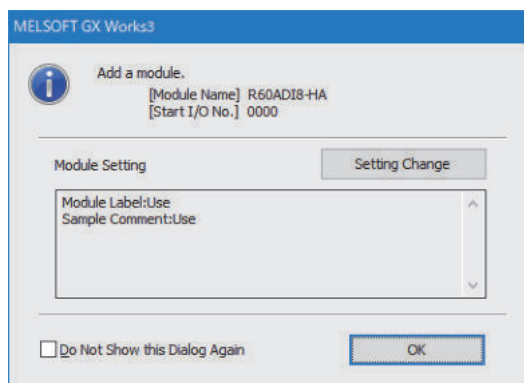 MELSOFT GX Works3
Add a module.
[Module Name] R60ADI8-HA
[Start I/O No.] 0000
Module Setting
Setting Change
Module Label:Use
Sample Comment:Use
Do Not Show this Dialog Again
OK